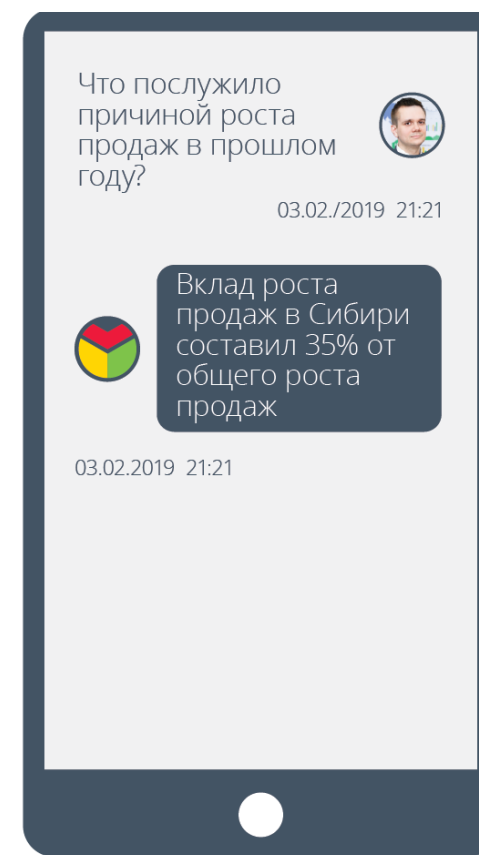 Что послужило
причиной роста
продаж в прошлом
году?
03.02./2019 21:21
Вклад роста
продаж в Сибири
составил 35% от
общего роста
продаж
03.02.2019 21:21